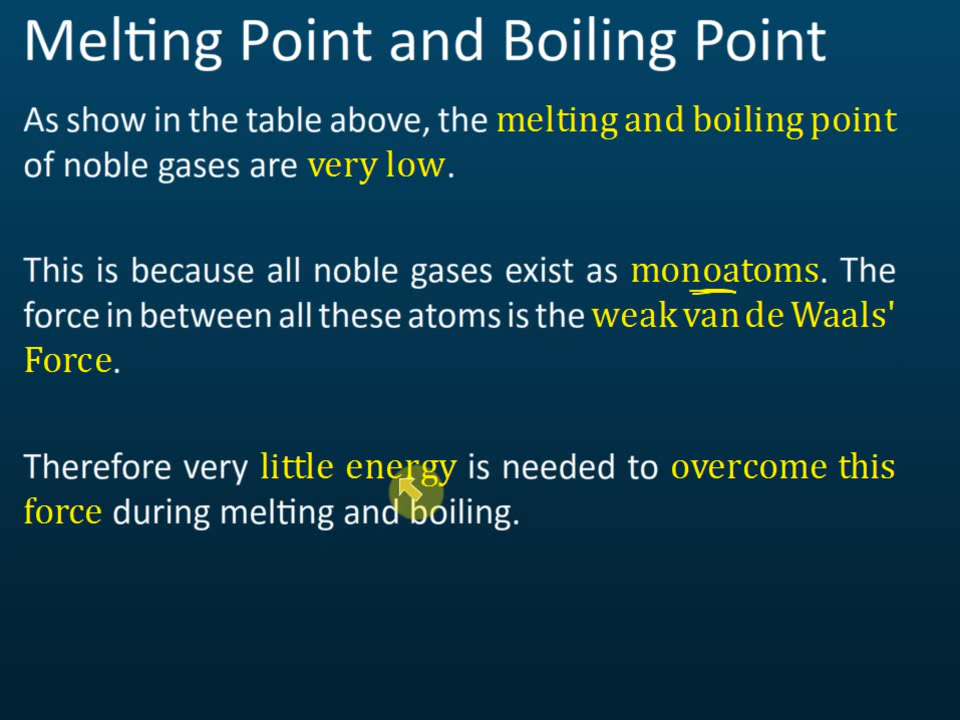 Melting Point and Boiling Point
As show in the table above, the melting and boiling point
of noble gases are very low.
This is because all noble gases exist as monoatoms. The
force in between all these atoms is the weak van de Waals'
Force.
Therefore very little energy is needed to overcome this
force during melting and boiling.